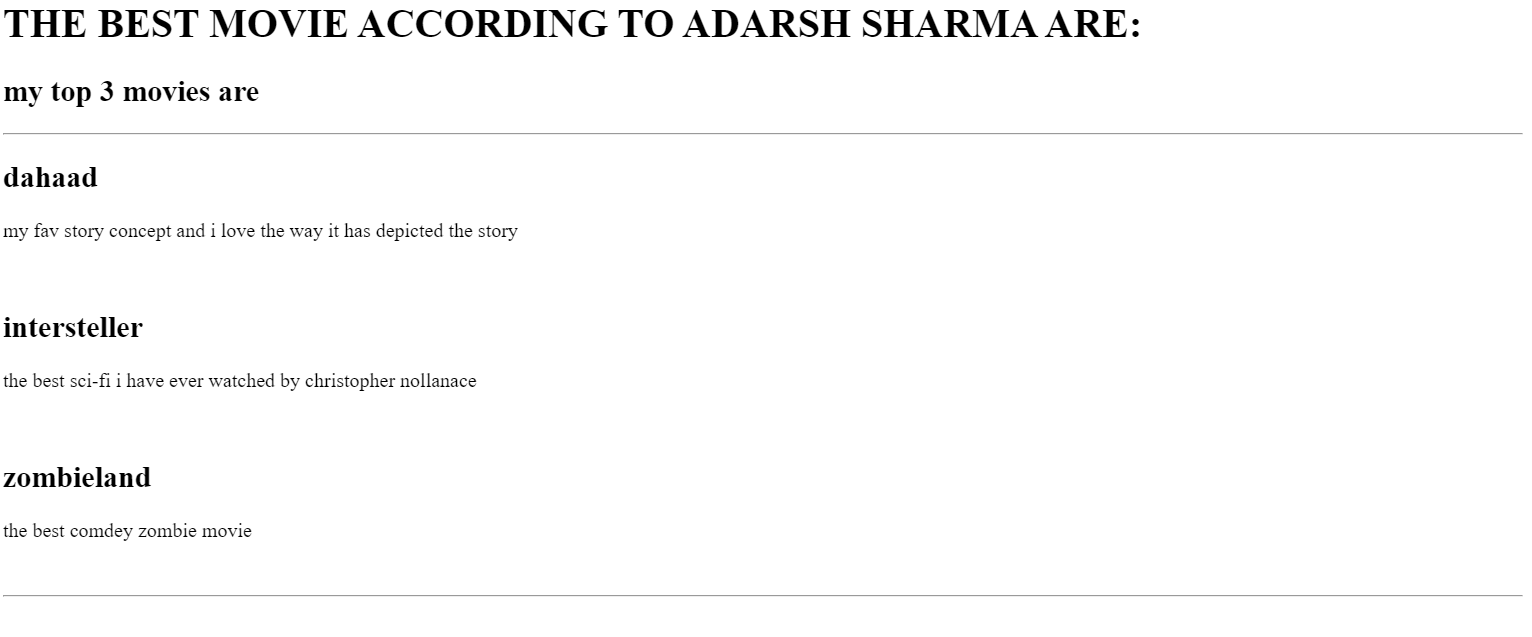 THE BEST MOVIE ACCORDING TO ADARSH SHARMA ARE:
my top 3 movies are
dahaad
my fav story concept and i love the way it has depicted the story
intersteller
the best sci-fi i have ever watched by christopher nollanace
zombieland
the best comdey zombie movie